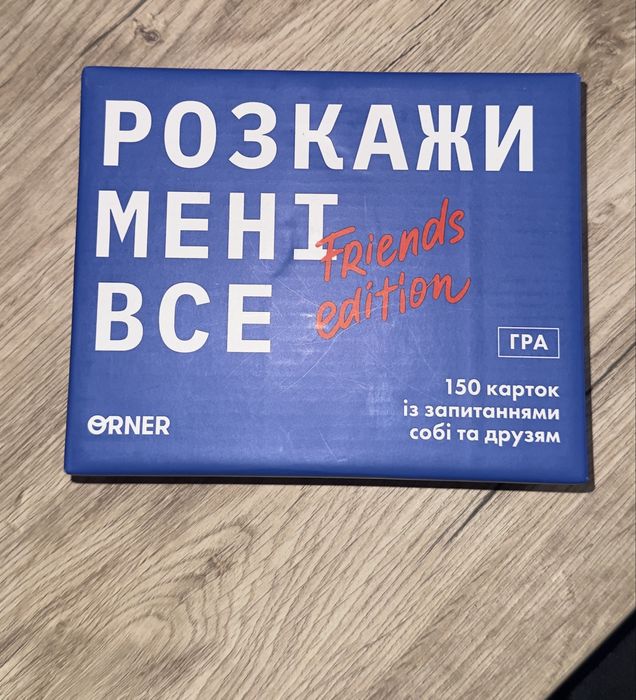 РОЗКАЖИ
МЕНІ
ВСЕ
Friends
edition
ГРА
150 карток
із запитаннями
собі та друзям
ORNER